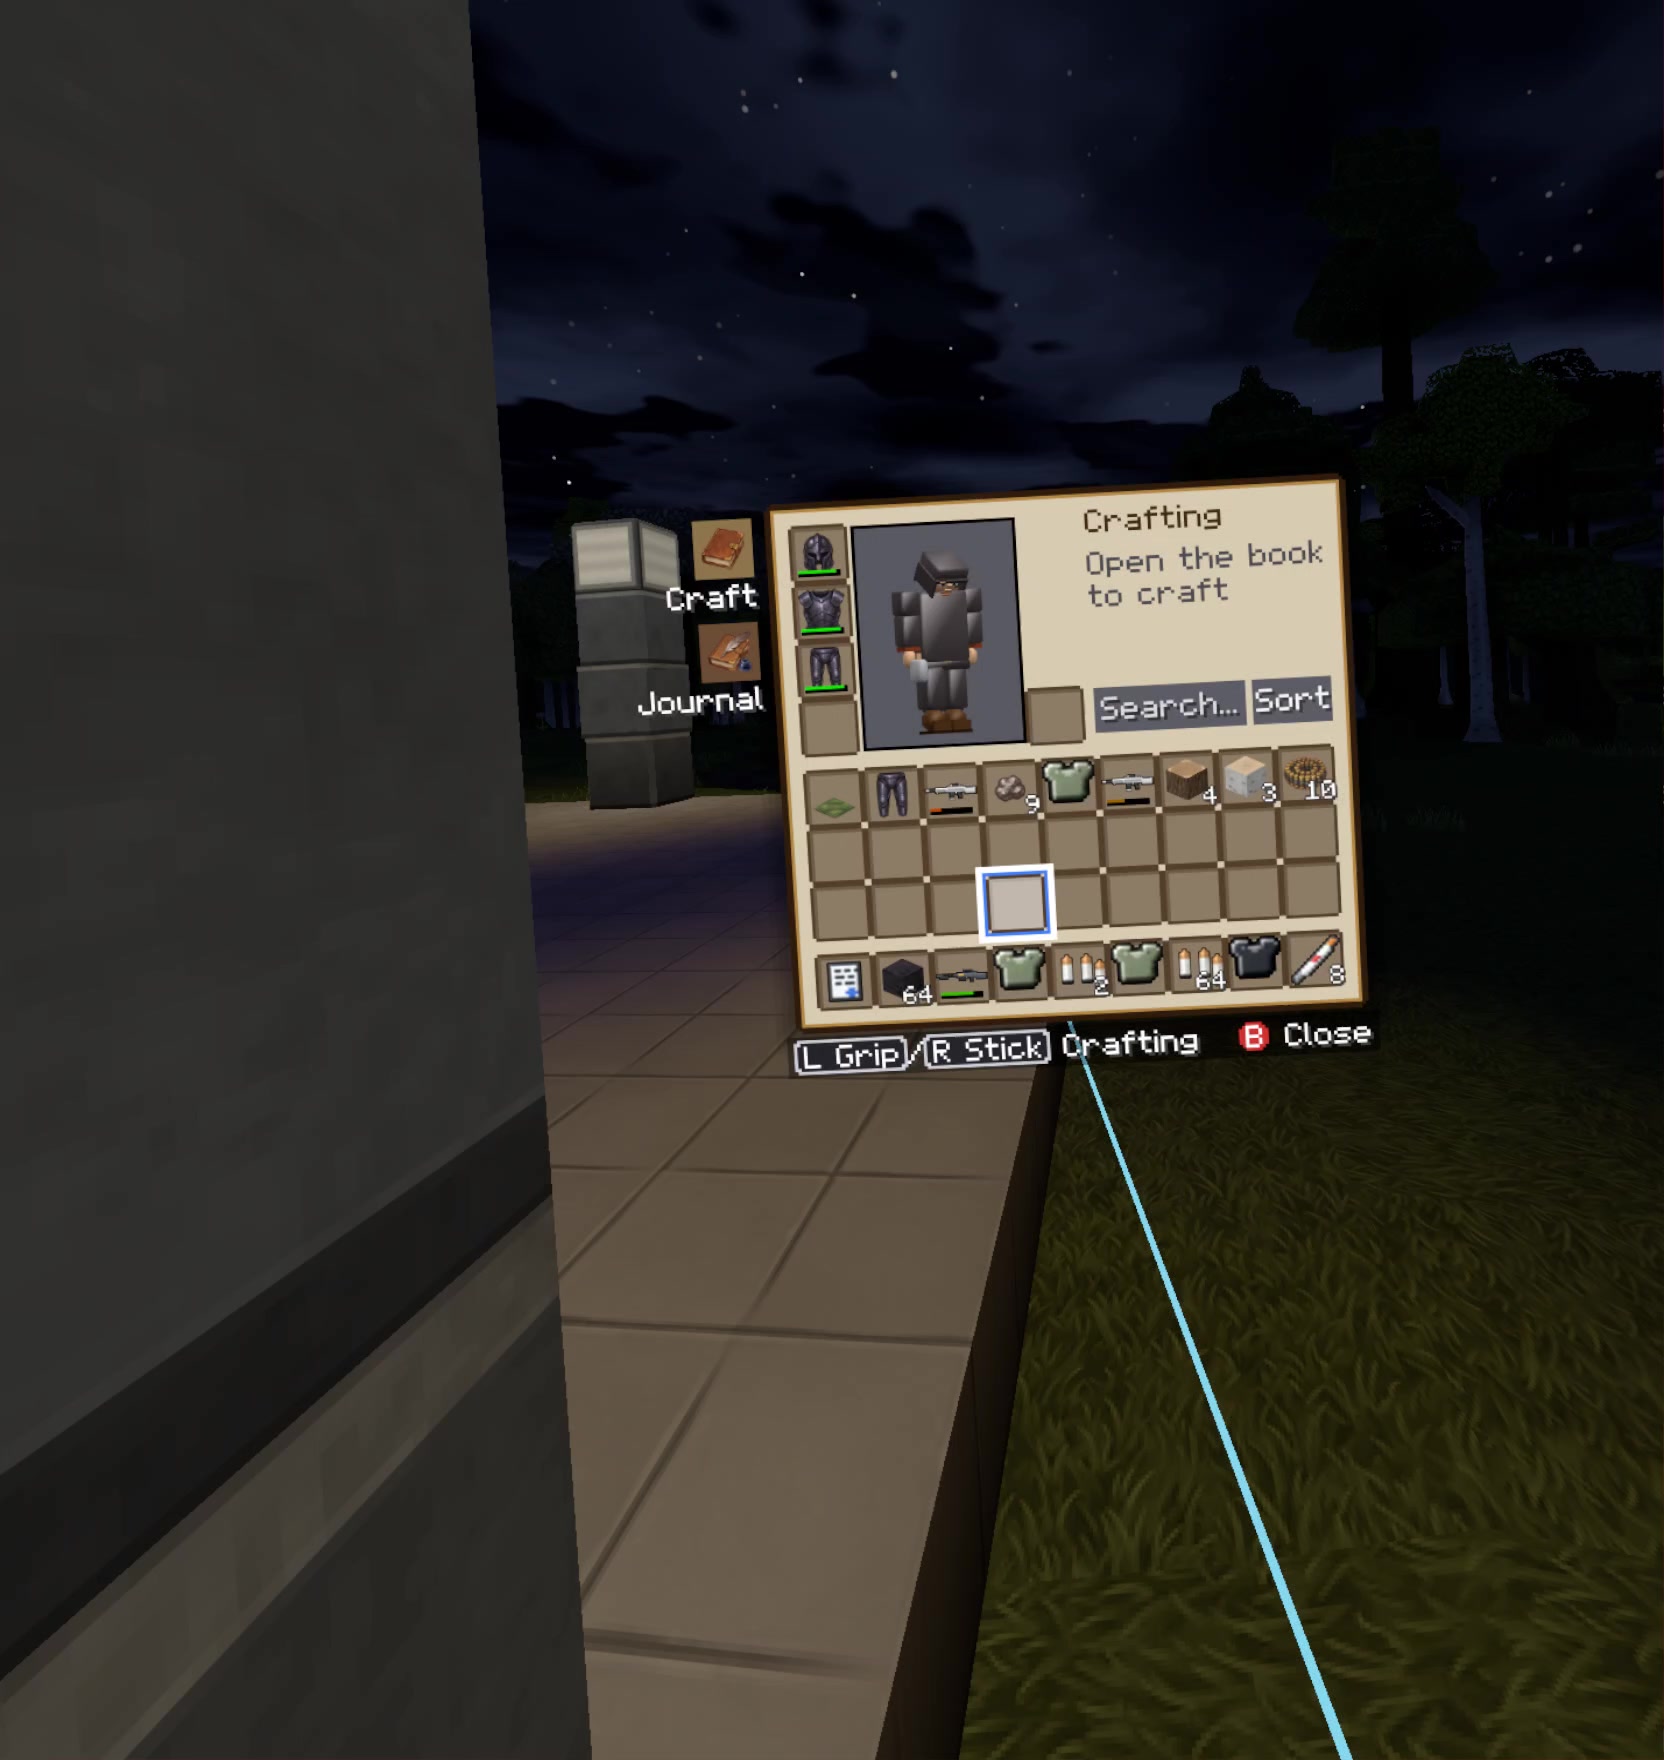 Crafting
Open the book
to craft
Craft
Journal
Search...
Sort
9
4
3
10
64
2
64
8
L Grip/R Stick Crafting B Close